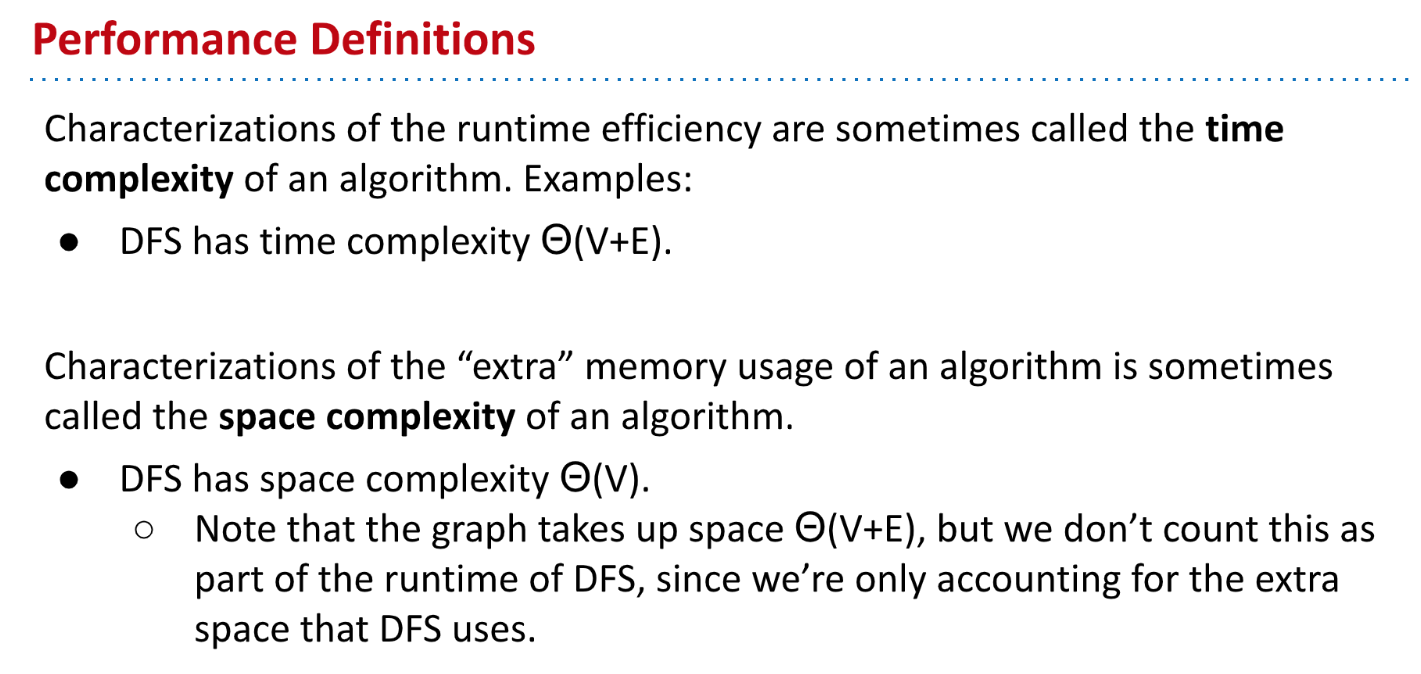 Performance Definitions
Characterizations of the runtime efficiency are sometimes called the time
complexity of an algorithm. Examples:
● DFS has time complexity Θ(V+E).
Characterizations of the “extra” memory usage of an algorithm is sometimes
called the space complexity of an algorithm.
● DFS has space complexity Θ(V).
○ Note that the graph takes up space Θ(V+E), but we don’t count this as
part of the runtime of DFS, since we’re only accounting for the extra
space that DFS uses.